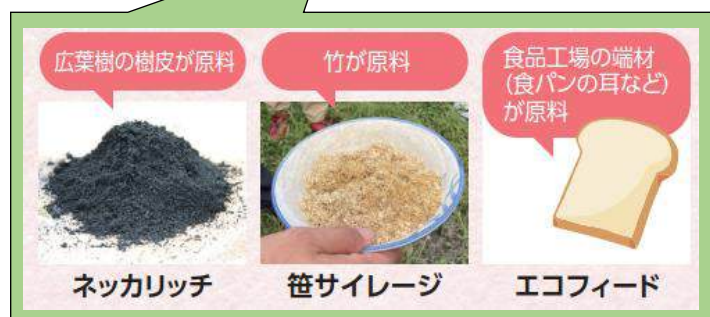 広葉樹の樹皮が原料
竹が原料
食品工場の端材
(食パンの耳など)
が原料
ネッカリッチ
笹サイレージ
エコフィード